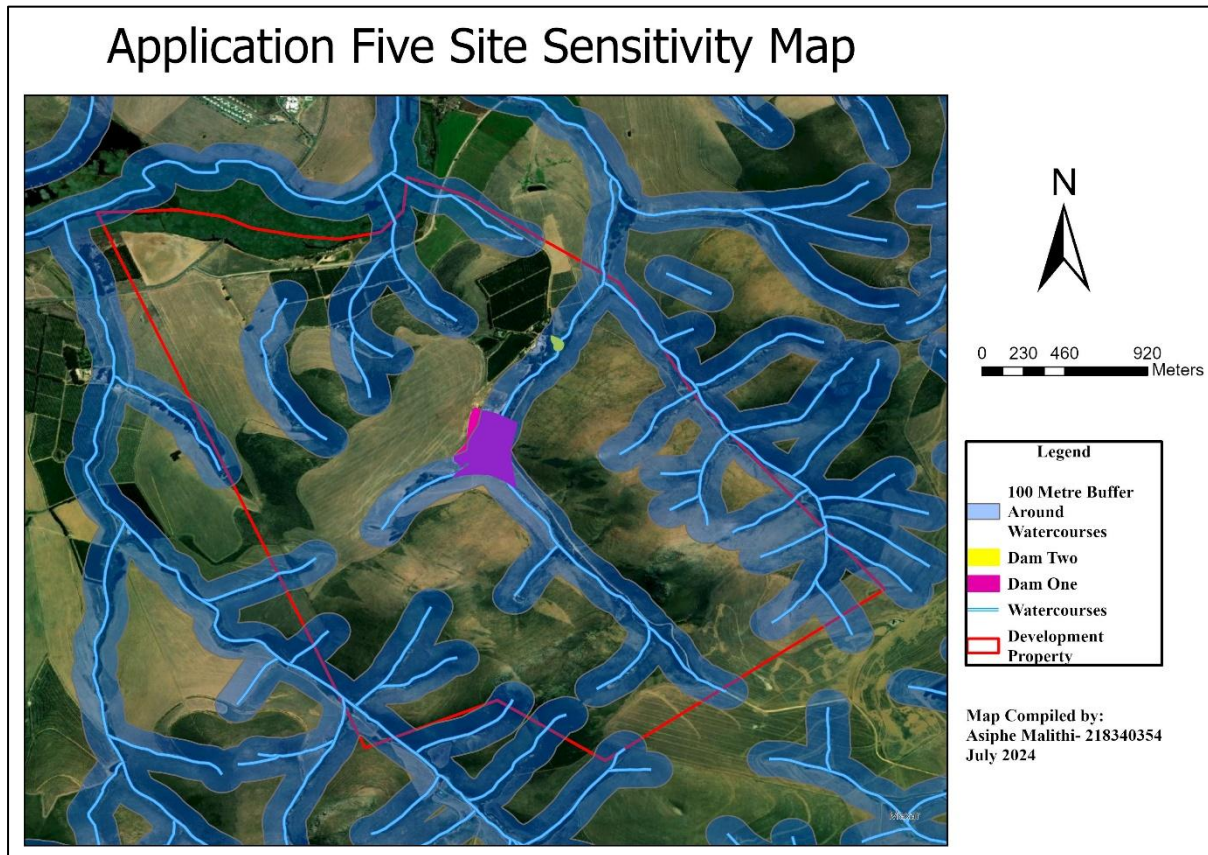 Application Five Site Sensitivity Map
N
0 230 460 920
Meters
Legend
100 Metre Buffer
Around
Watercourses
Dam Two
Dam One
Watercourses
Development
Property
Map Compiled by:
Asiphe Malithi- 218340354
July 2024